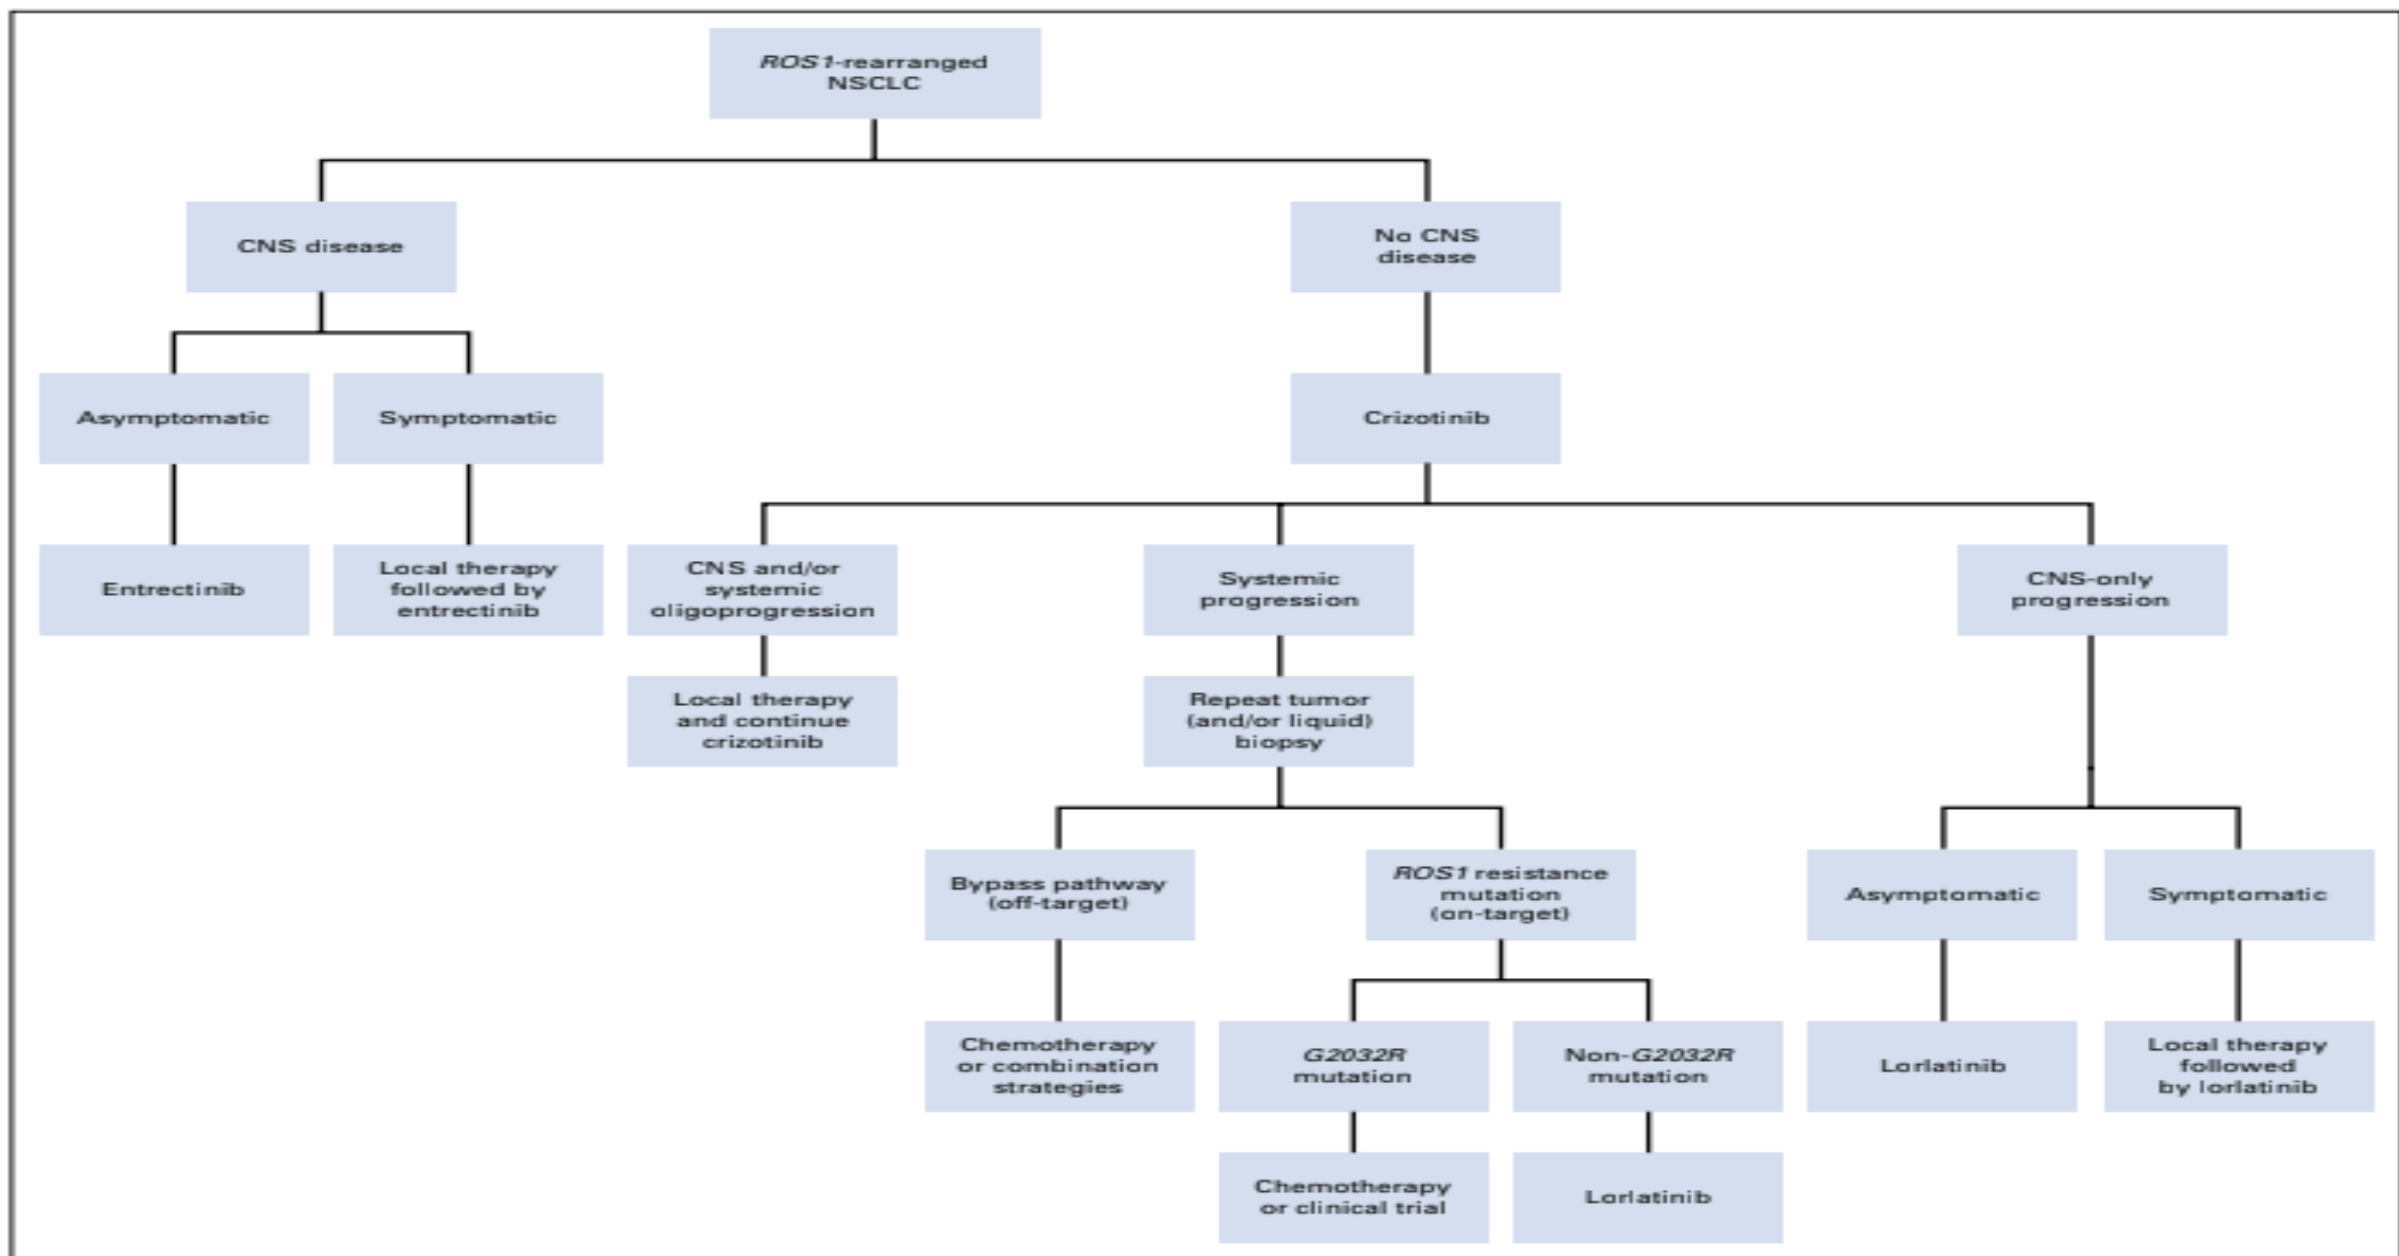 ROS1-rearranged
NSCLC
CNS disease
No CNS
disease
Asymptomatic
Symptomatic
Crizotinib
Entrectinib
Local therapy
followed by
entrectinib
CNS and/or
systemic
oligoprogression
Systemic
progression
CNS-only
progression
Local therapy
and continue
crizotinib
Repeat tumor
(and/or liquid)
biopsy
Bypass pathway
(off-target)
ROS1 resistance
mutation
(on-target)
Asymptomatic
Symptomatic
Chemotherapy
or combination
strategies
G2032R
mutation
Non-G2032R
mutation
Lorlatinib
Local therapy
followed
by lorlatinib
Chemotherapy
or clinical trial
Lorlatinib